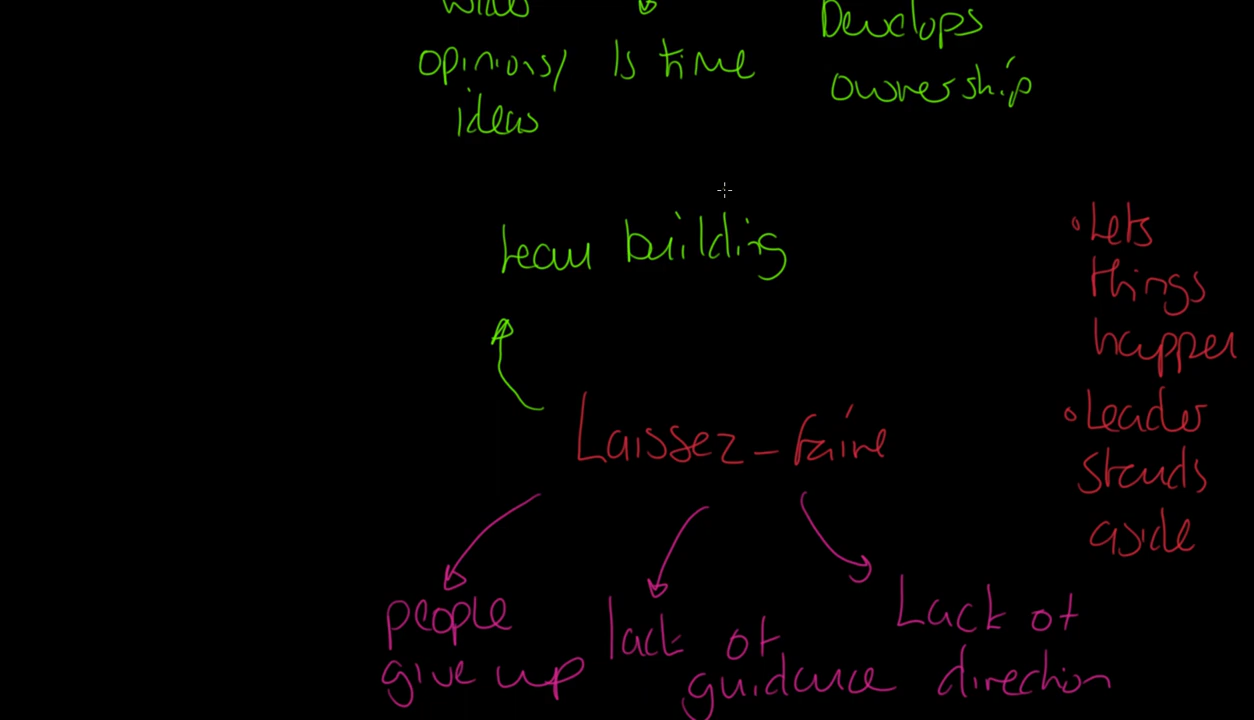 opinions/
ideas
Is time
Develops
ownership
team building
Laissez-faire
• Lets
things
happen
• Leader
Stands
aside
people
give up
lack of
guidance
Lack of
direction